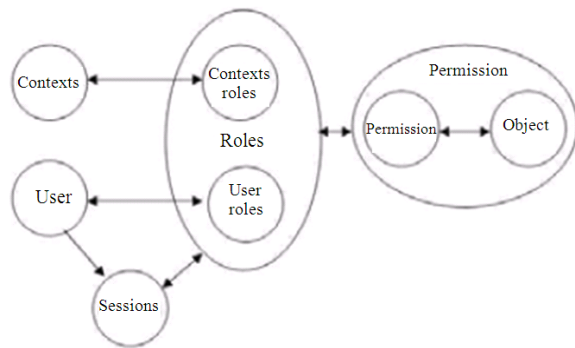 Contexts
Contexts
roles
Roles
User
User
roles
Sessions
Permission
Permission
Object